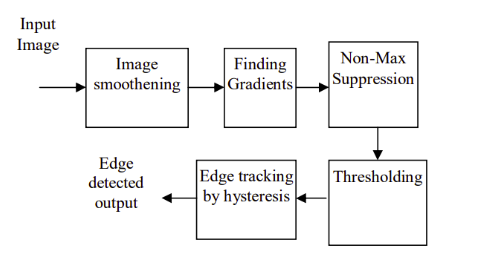 Input
Image
Image
smoothening
Finding
Gradients
Non-Max
Suppression
Thresholding
Edge tracking
by hysteresis
Edge
detected
output